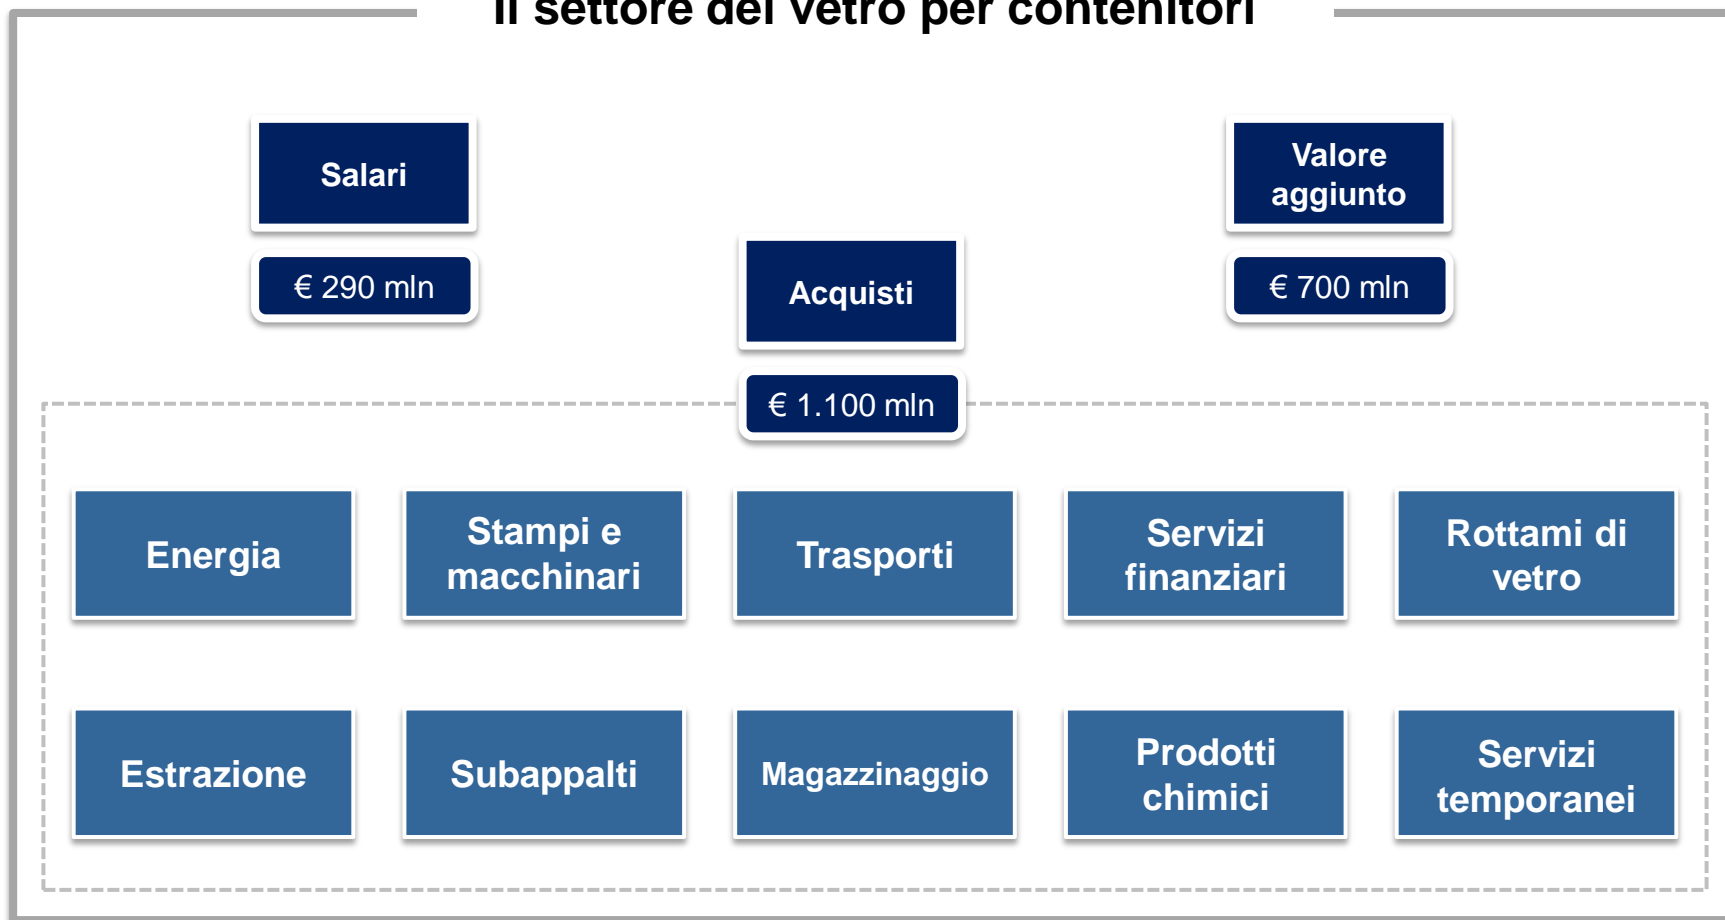 Il settore del vetro per contenitori
Salari
€ 290 mln
Acquisti
€ 1.100 mln
Valore
aggiunto
€ 700 mln
Energia
Stampi e
macchinari
Trasporti
Servizi
finanziari
Rottami di
vetro
Estrazione
Subappalti
Magazzinaggio
Prodotti
chimici
Servizi
temporanei